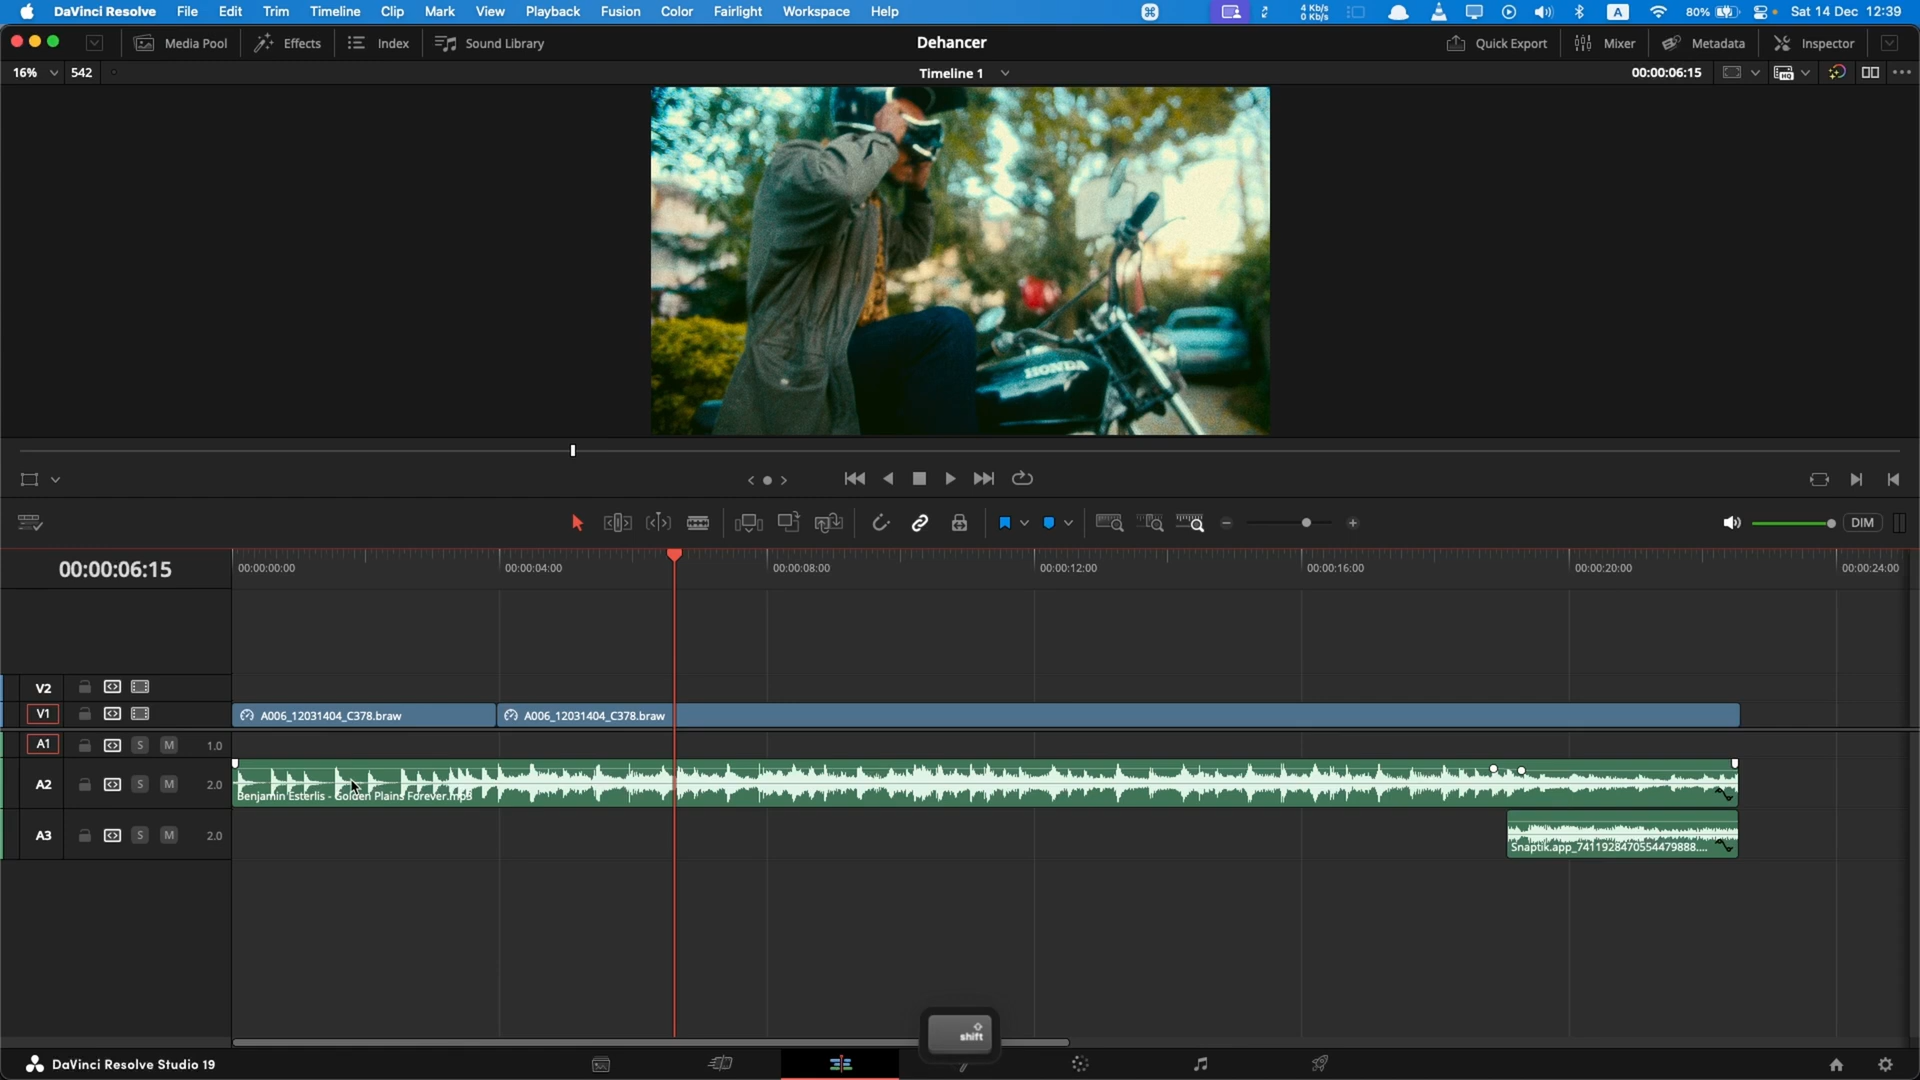 DaVinci Resolve File Edit Trim Timeline Clip Mark View Playback Fusion Color Fairlight Workspace Help 4 Kb/s 0 Kb/s A 80% Sat 14 Dec 12:39
Media Pool Effects Index Sound Library Dehancer Quick Export Mixer Metadata Inspector
16% 542 Timeline 1 00:00:06:15 HQ
HONDA
DIM
00:00:06:15 00:00:00:00 00:00:04:00 00:00:08:00 00:00:12:00 00:00:16:00 00:00:20:00 00:00:24:00
V2
V1 A006_12031404_C378.braw A006_12031404_C378.braw
A1 S M 1.0
A2 S M 2.0
Benjamin Esterlis - Golden Plains Forever.mp3
A3 S M 2.0
Snaptik.app_7411928470554479888....
shift
DaVinci Resolve Studio 19